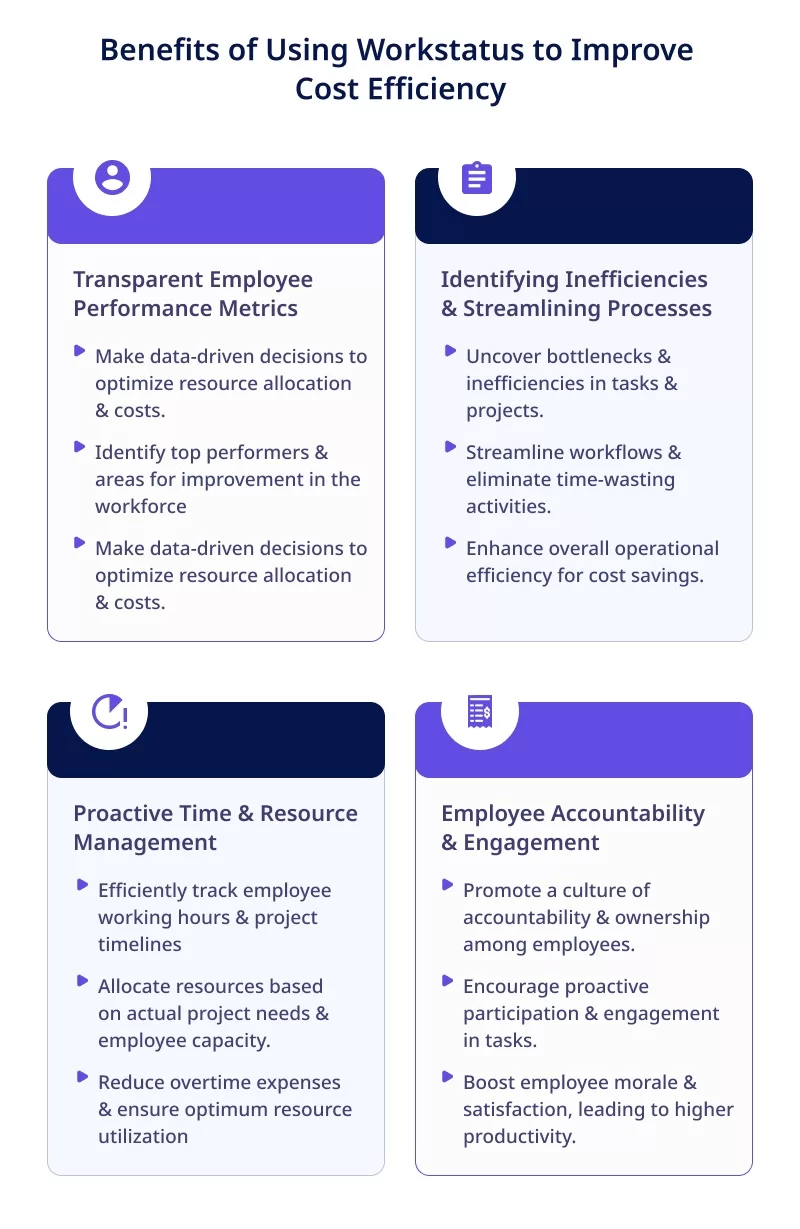 Benefits of Using Workstatus to Improve
Cost Efficiency
Transparent Employee
Performance Metrics
Make data-driven decisions to
optimize resource allocation
& costs.
Identify top performers &
areas for improvement in the
workforce
Make data-driven decisions to
optimize resource allocation
& costs.
Identifying Inefficiencies
& Streamlining Processes
Uncover bottlenecks &
inefficiencies in tasks &
projects.
Streamline workflows &
eliminate time-wasting
activities.
Enhance overall operational
efficiency for cost savings.
Proactive Time & Resource
Management
Efficiently track employee
working hours & project
timelines
Allocate resources based
on actual project needs &
employee capacity.
Reduce overtime expenses
& ensure optimum resource
utilization
Employee Accountability
& Engagement
Promote a culture of
accountability & ownership
among employees.
Encourage proactive
participation & engagement
in tasks.
Boost employee morale &
satisfaction, leading to higher
productivity.